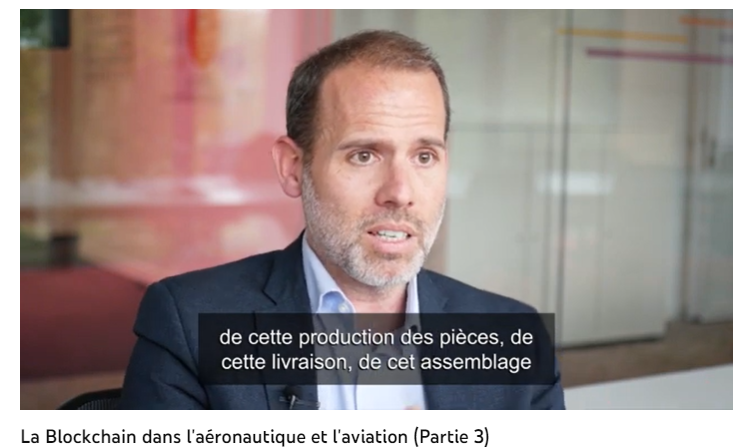 de cette production des pièces, de
cette livraison, de cet assemblage
La Blockchain dans l'aéronautique et l'aviation (Partie 3)